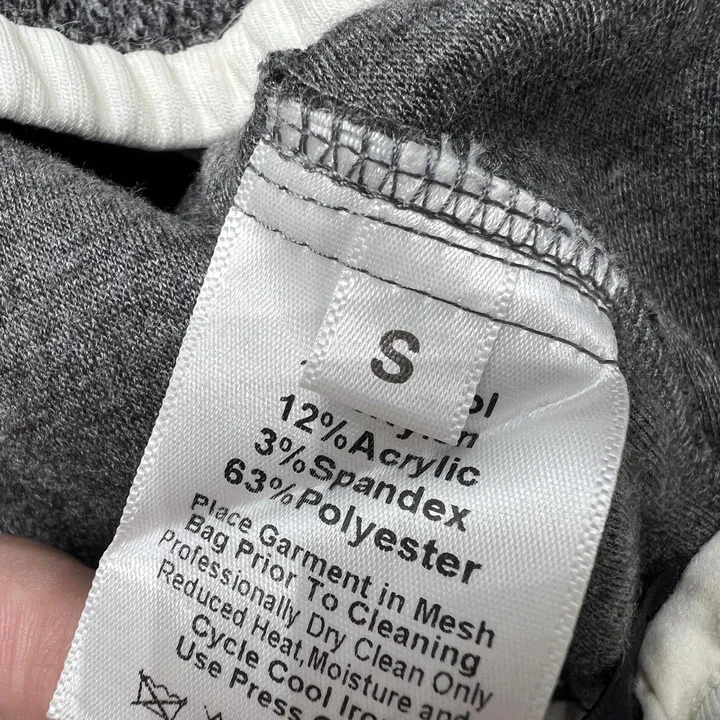 S
12%Acrylic
3%Spandex
63%Polyester
Place Garment in Mesh
Bag Prior To Cleaning
Professionally Dry Clean Only
Reduced Heat,Moisture and
Cycle Cool Iron
Use Press